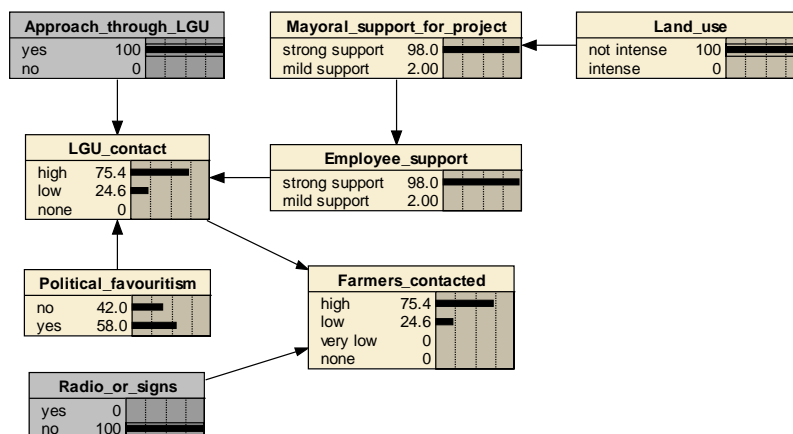 Approach_through_LGU
yes 100
no 0
Mayoral_support_for_project
strong support 98.0
mild support 2.00
Land_use
not intense 100
intense 0
LGU_contact
high 75.4
low 24.6
none 0
Employee_support
strong support 98.0
mild support 2.00
Political_favouritism
no 42.0
yes 58.0
Farmers_contacted
high 75.4
low 24.6
very low 0
none 0
Radio_or_signs
yes 0
no 100